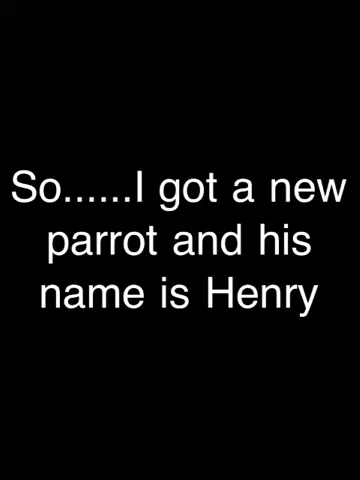 So......I got a new
parrot and his
name is Henry